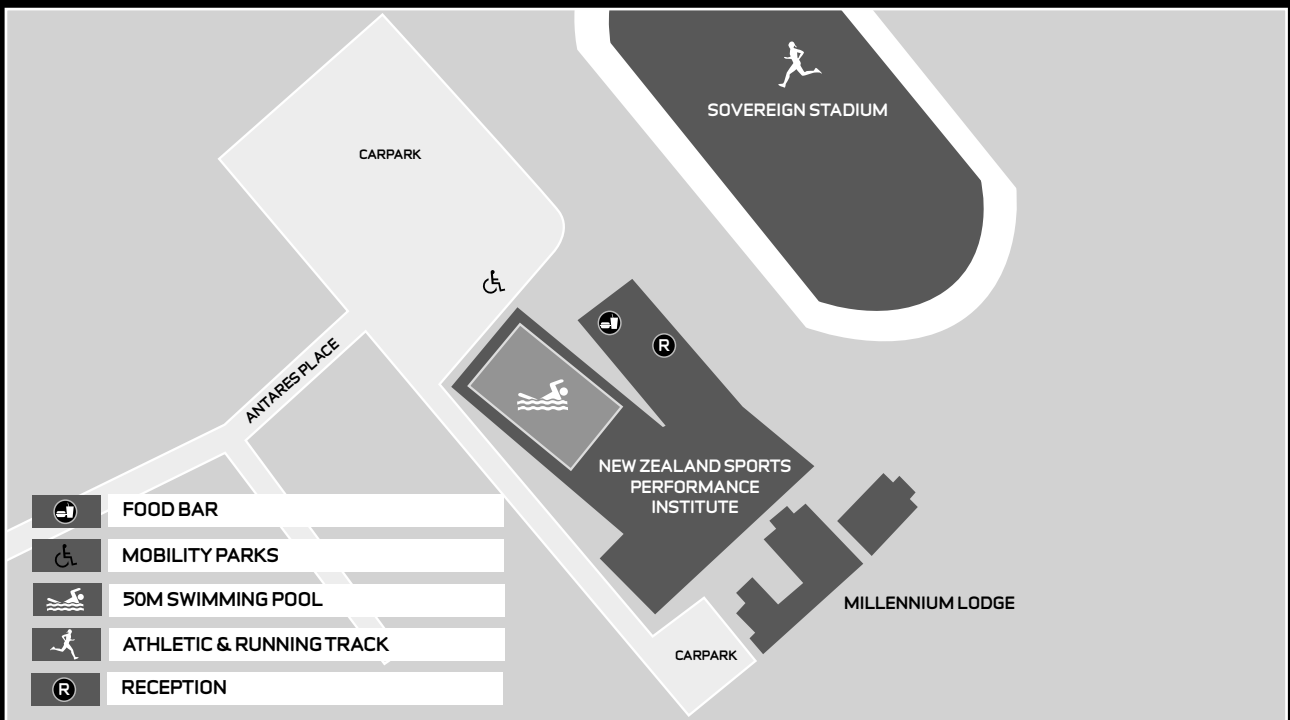 SOVEREIGN STADIUM
CARPARK
R
ANTARES PLACE
NEW ZEALAND SPORTS
PERFORMANCE
INSTITUTE
FOOD BAR
MOBILITY PARKS
50M SWIMMING POOL
MILLENNIUM LODGE
ATHLETIC & RUNNING TRACK
CARPARK
R
RECEPTION